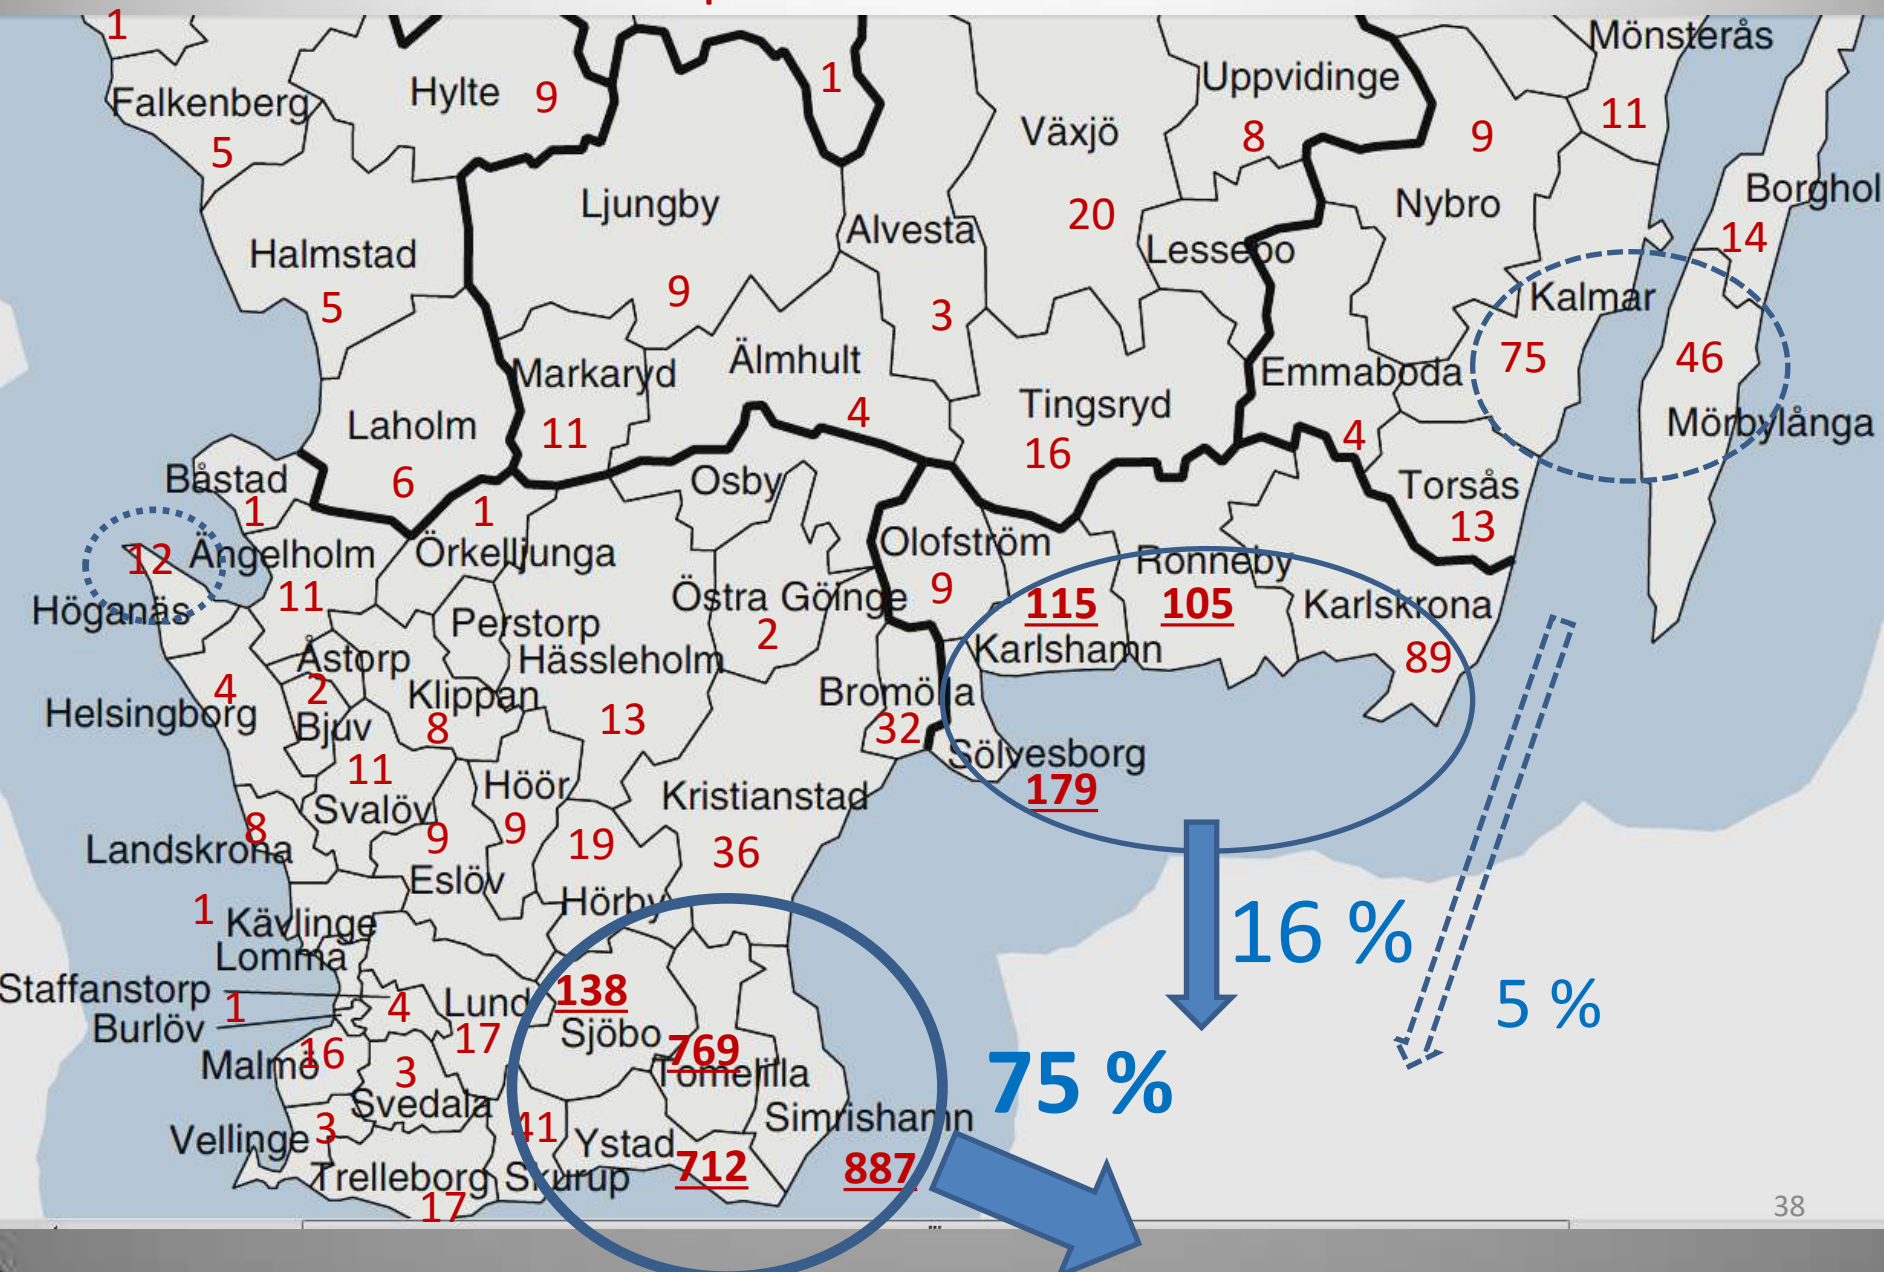 1
Mönsterås
Falkenberg
5
Hylte
9
1
Uppvidinge
8
9
11
Växjö
20
Ljungby
9
Alvesta
3
Lessebo
Nybro
Borghol
14
Halmstad
5
Kalmar
75
46
Mörbylånga
Markaryd
11
Älmhult
4
Tingsryd
16
Emmaboda
4
Laholm
6
Båstad
1
1
Osby
Torsås
13
12
Höganäs
Ängelholm
11
Örkelljunga
Olofström
9
Ronneby
105
115
Karlshamn
Karlskrona
89
Östra Göinge
2
Perstorp
Hässleholm
13
Åstorp
2
Bjuv
Klippan
8
4
Helsingborg
Bromölla
32
Sölvesborg
179
11
Svalöv
Höör
9
9
Eslöv
Kristianstad
36
8
Landskrona
19
Hörby
1
Kävlinge
Lomma
16 %
Staffanstorp
1
Burlöv
4
Lund
17
138
Sjöbo
769
Tomelilla
5 %
Malmö
16
3
Svedala
75 %
Simrishamn
887
Vellinge
3
41
Ystad
712
Trelleborg
17
Skurup
38